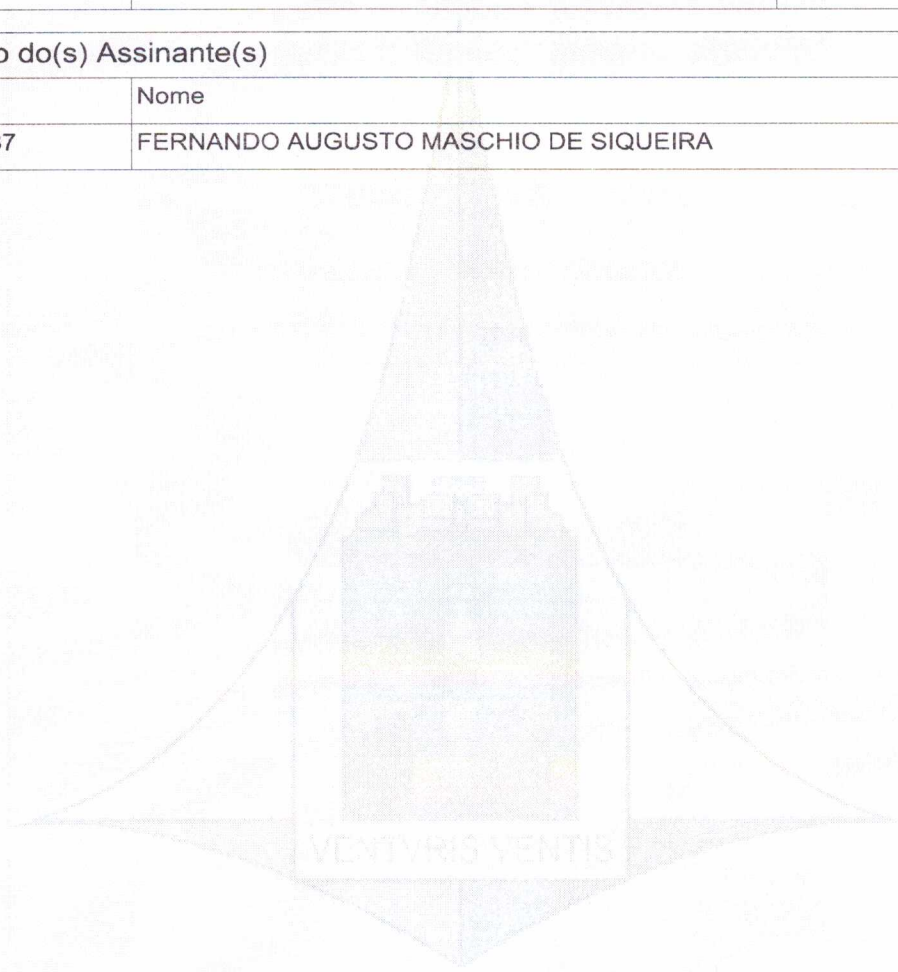 o do(s) Assinante(s)
Nome
37 FERNANDO AUGUSTO MASCHIO DE SIQUEIRA
VENTVRIS VENTIS